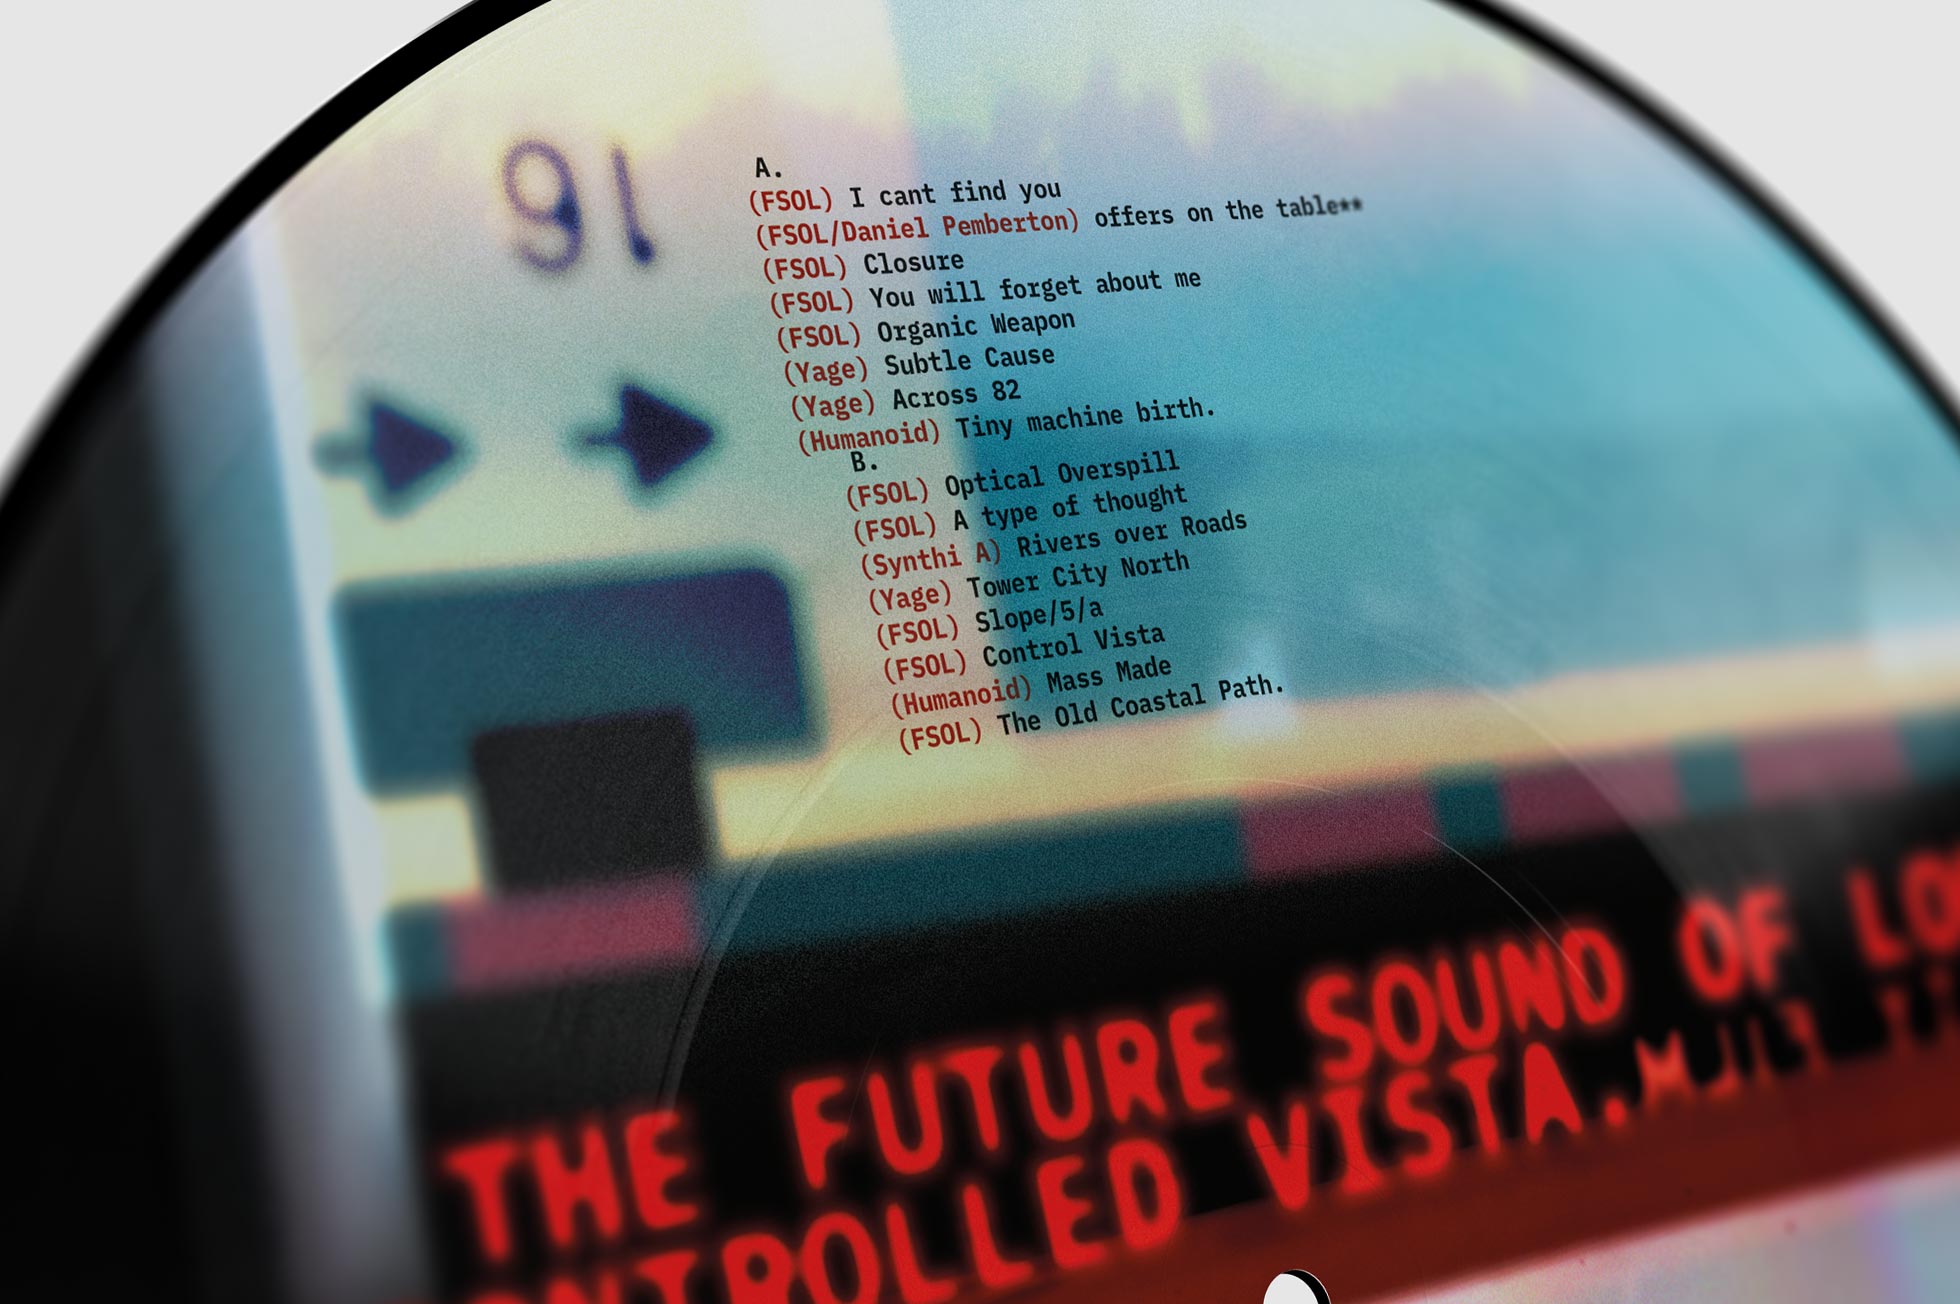 91
A.
(FSOL) I cant find you
(FSOL/Daniel Pemberton) offers on the table**
(FSOL) Closure
(FSOL) You will forget about me
(FSOL) Organic Weapon
(Yage) Subtle Cause
(Yage) Across 82
(Humanoid) Tiny machine birth.
B.
(FSOL) Optical Overspill
(FSOL) A type of thought
(Synthi A) Rivers over Roads
(Yage) Tower City North
(FSOL) Slope/5/a
(FSOL) Control Vista
(Humanoid) Mass Made
(FSOL) The Old Coastal Path.
THE FUTURE SOUND OF LO
ONTROLLED VISTA.